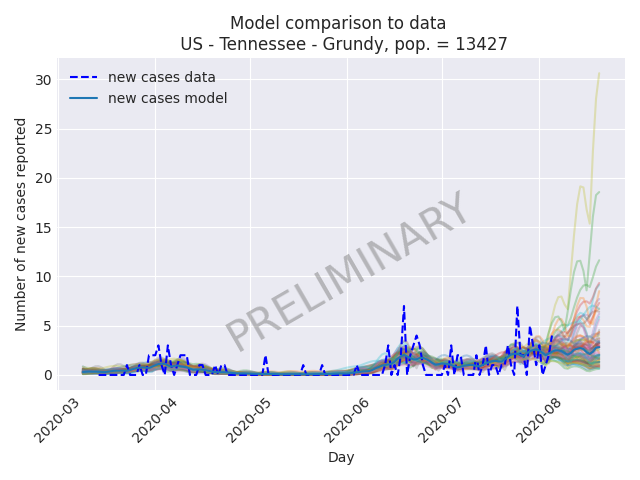 Model comparison to data
US - Tennessee - Grundy, pop. = 13427
new cases data
new cases model
Number of new cases reported
30
25
20
15
10
5
0
PRELIMINARY
2020-03
2020-04
2020-05
2020-06
2020-07
2020-08
Day